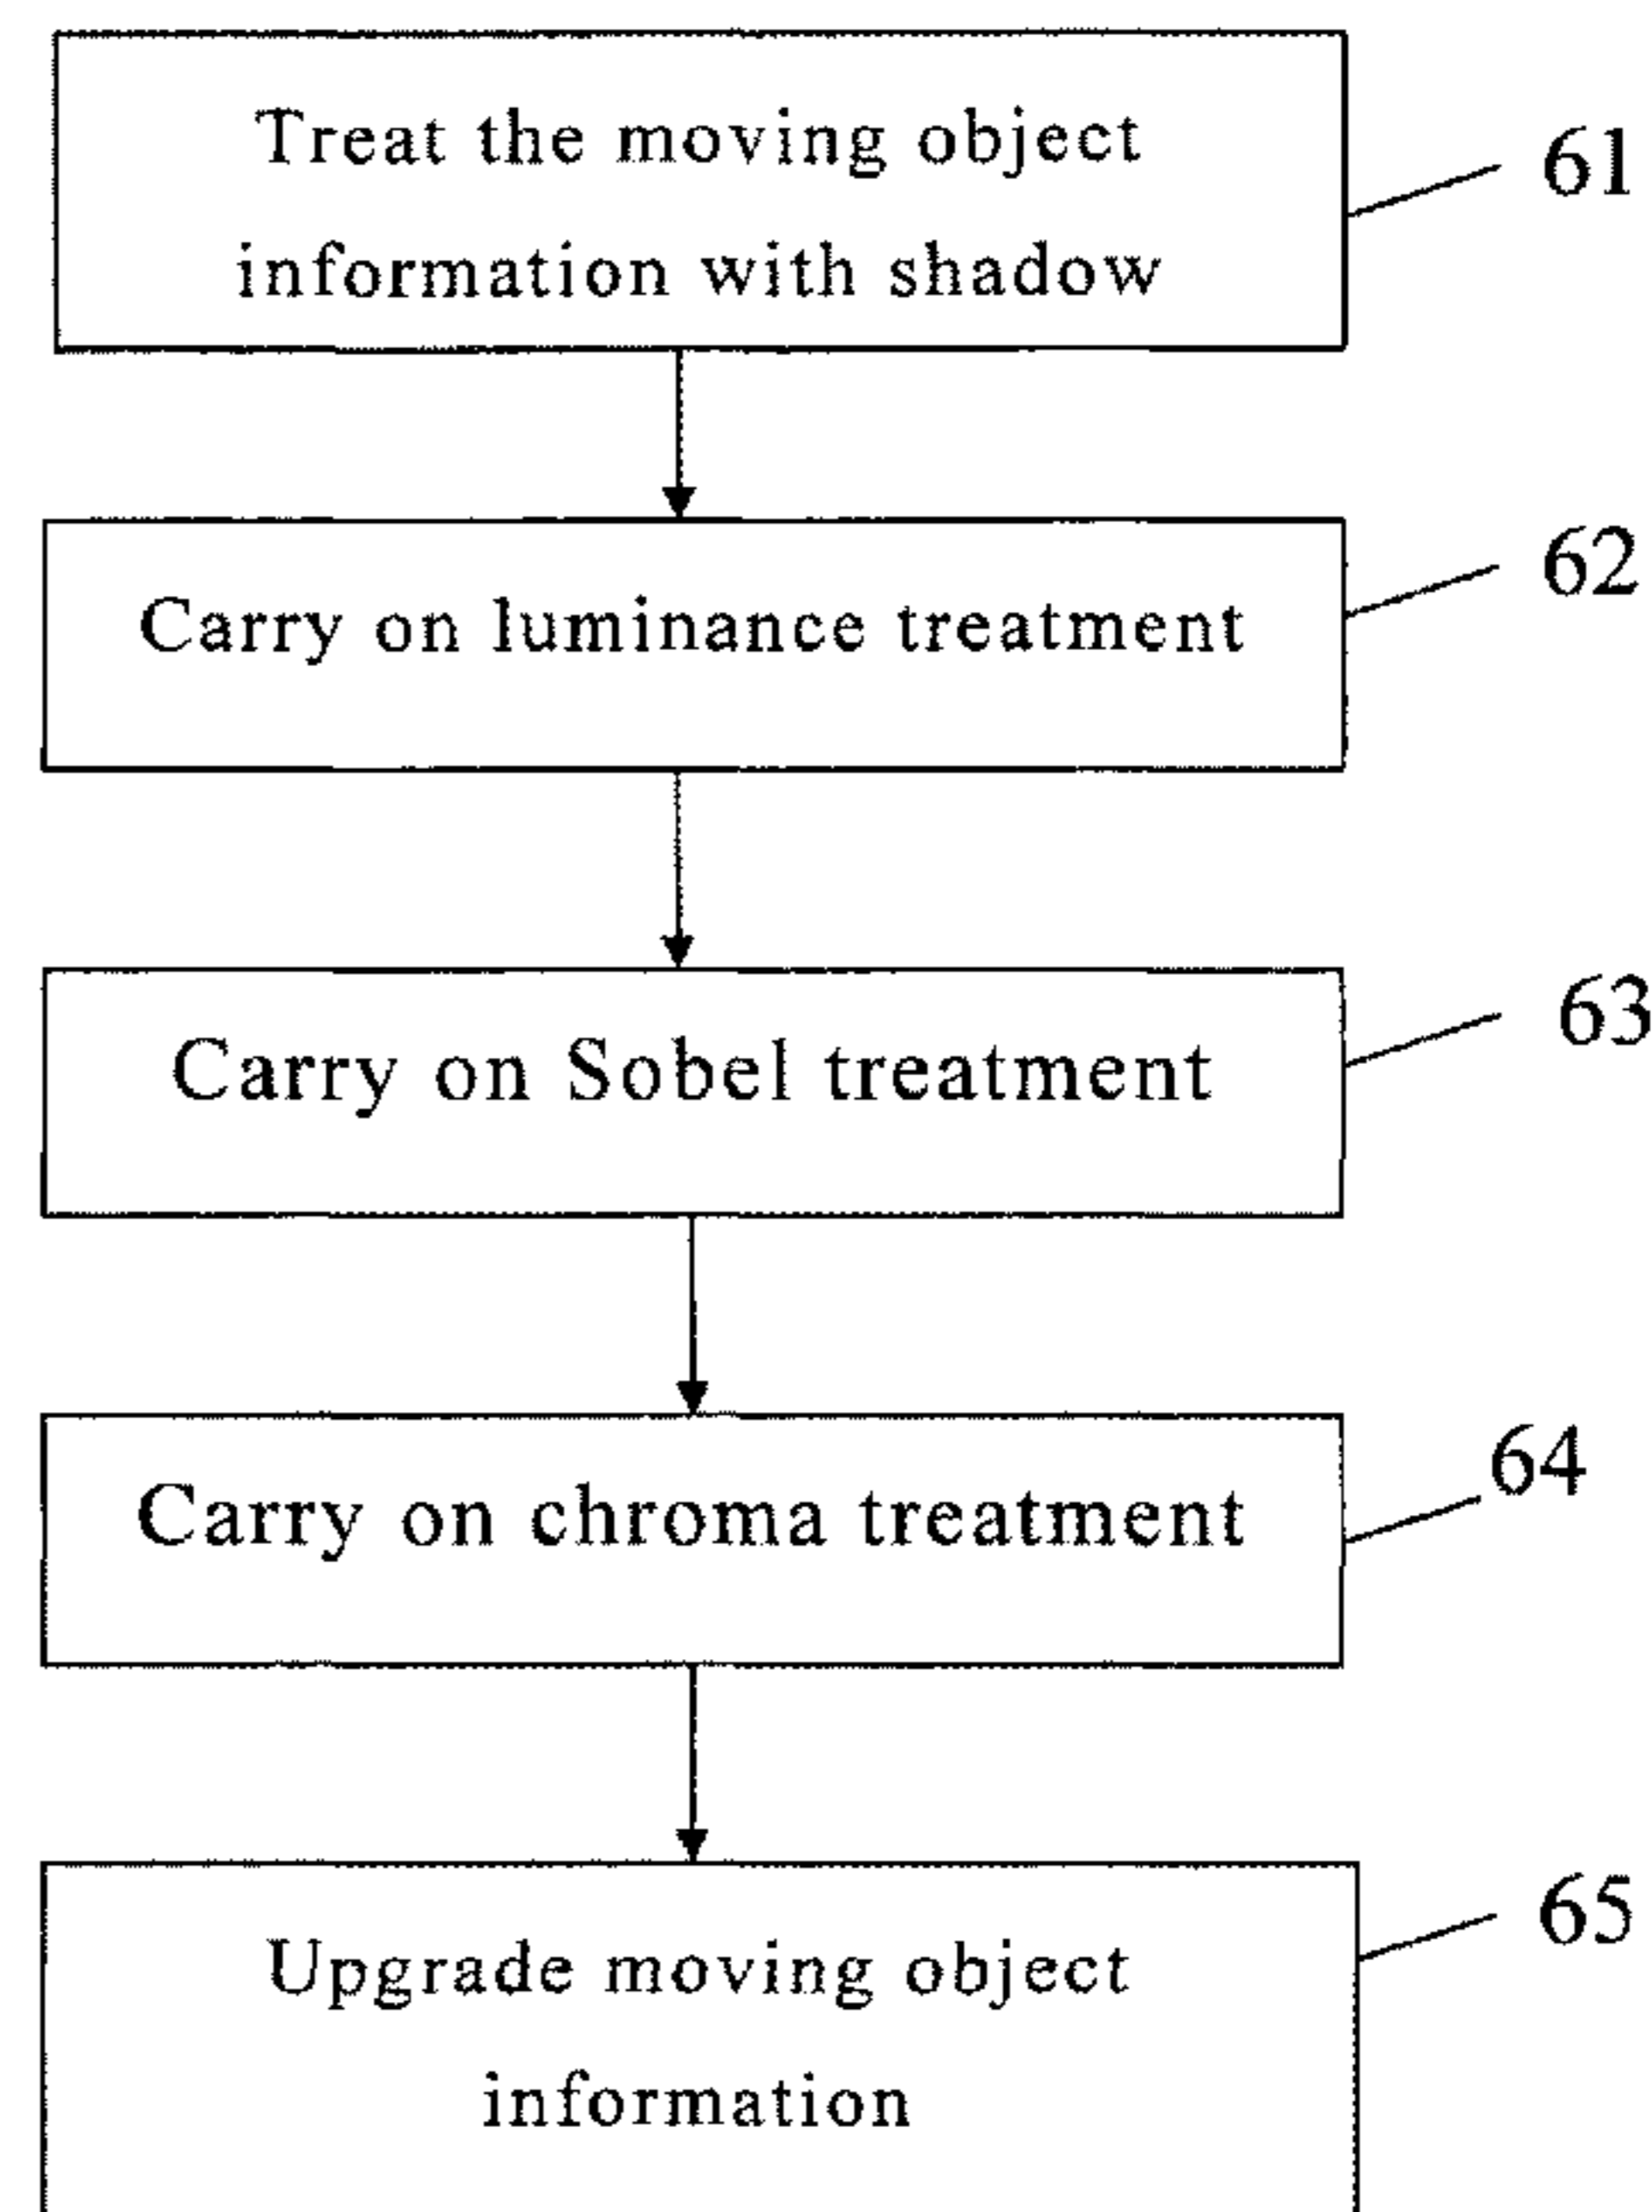 Treat the moving object
information with shadow
61
Carry on luminance treatment
62
Carry on Sobel treatment
63
Carry on chroma treatment
64
Upgrade moving object
information
65